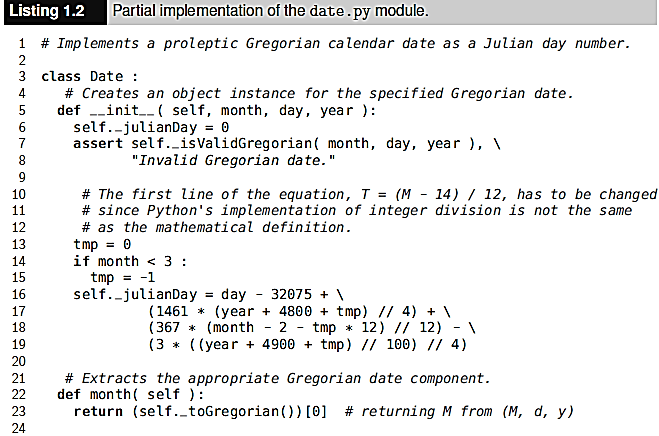 Listing 1.2 Partial implementation of the date.py module.
1 # Implements a proleptic Gregorian calendar date as a Julian day number.
2
3 class Date :
4 # Creates an object instance for the specified Gregorian date.
5 def __init__( self, month, day, year ):
6 self._julianDay = 0
7 assert self._isValidGregorian( month, day, year ), \
8 "Invalid Gregorian date."
9
10 # The first line of the equation, T = (M - 14) / 12, has to be changed
11 # since Python's implementation of integer division is not the same
12 # as the mathematical definition.
13 tmp = 0
14 if month < 3 :
15 tmp = -1
16 self._julianDay = day - 32075 + \
17 (1461 * (year + 4800 + tmp) // 4) + \
18 (367 * (month - 2 - tmp * 12) // 12) - \
19 (3 * ((year + 4900 + tmp) // 100) // 4)
20
21 # Extracts the appropriate Gregorian date component.
22 def month( self ):
23 return (self._toGregorian())[0] # returning M from (M, d, y)
24